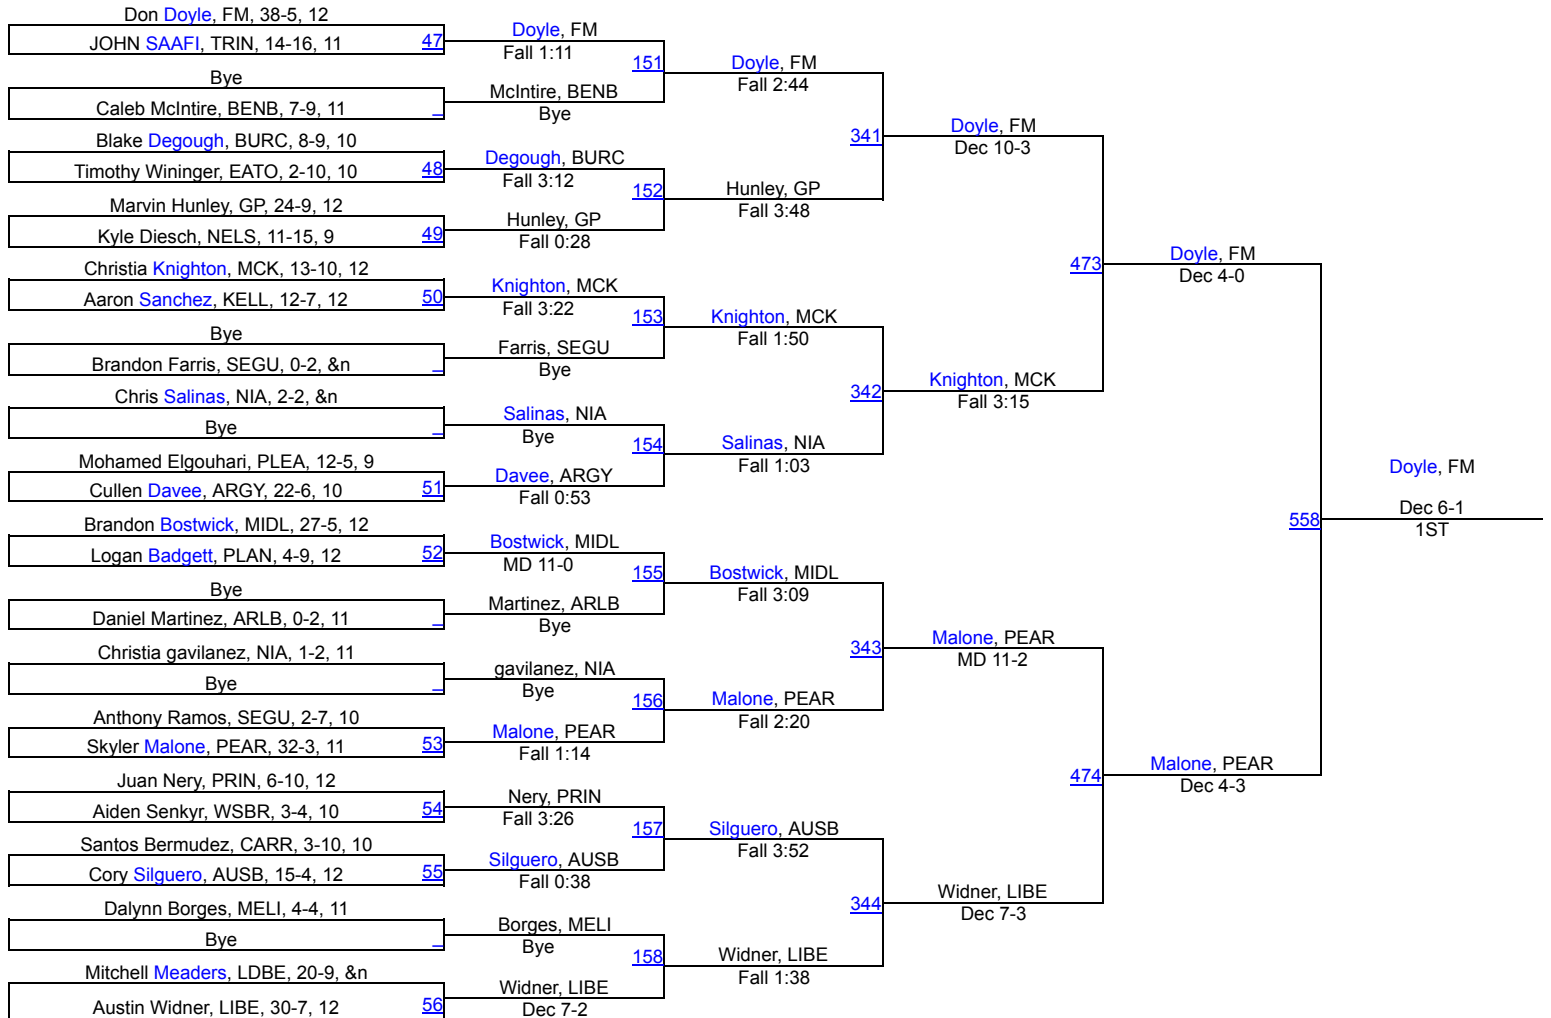 Don Doyle, FM, 38-5, 12
JOHN SAAFI, TRIN, 14-16, 11
47
Bye
Caleb McIntire, BENB, 7-9, 11
Blake Degough, BURC, 8-9, 10
Timothy Wininger, EATO, 2-10, 10
48
Marvin Hunley, GP, 24-9, 12
Kyle Diesch, NELS, 11-15, 9
49
Christia Knighton, MCK, 13-10, 12
Aaron Sanchez, KELL, 12-7, 12
50
Bye
Brandon Farris, SEGU, 0-2, &n
Chris Salinas, NIA, 2-2, &n
Bye
Mohamed Elgouhari, PLEA, 12-5, 9
Cullen Davee, ARGY, 22-6, 10
51
Brandon Bostwick, MIDL, 27-5, 12
Logan Badgett, PLAN, 4-9, 12
52
Bye
Daniel Martinez, ARLB, 0-2, 11
Christia gavilanez, NIA, 1-2, 11
Bye
Anthony Ramos, SEGU, 2-7, 10
Skyler Malone, PEAR, 32-3, 11
53
Juan Nery, PRIN, 6-10, 12
Aiden Senkyr, WSBR, 3-4, 10
54
Santos Bermudez, CARR, 3-10, 10
Cory Silguero, AUSB, 15-4, 12
55
Dalynn Borges, MELI, 4-4, 11
Bye
Mitchell Meaders, LDBE, 20-9, &n
Austin Widner, LIBE, 30-7, 12
56
Doyle, FM
Fall 1:11
151
McIntire, BENB
Bye
Degough, BURC
Fall 3:12
152
Hunley, GP
Fall 0:28
Knighton, MCK
Fall 3:22
153
Farris, SEGU
Bye
Salinas, NIA
Bye
154
Davee, ARGY
Fall 0:53
Bostwick, MIDL
MD 11-0
155
Martinez, ARLB
Bye
gavilanez, NIA
Bye
156
Malone, PEAR
Fall 1:14
Nery, PRIN
Fall 3:26
157
Silguero, AUSB
Fall 0:38
Borges, MELI
Bye
158
Widner, LIBE
Dec 7-2
Doyle, FM
Fall 2:44
341
Hunley, GP
Fall 3:48
Knighton, MCK
Fall 1:50
342
Salinas, NIA
Fall 1:03
Bostwick, MIDL
Fall 3:09
343
Malone, PEAR
Fall 2:20
Silguero, AUSB
Fall 3:52
344
Widner, LIBE
Fall 1:38
Doyle, FM
Dec 10-3
473
Knighton, MCK
Fall 3:15
Malone, PEAR
MD 11-2
474
Widner, LIBE
Dec 7-3
Doyle, FM
Dec 4-0
558
Malone, PEAR
Dec 4-3
Doyle, FM
Dec 6-1
1ST